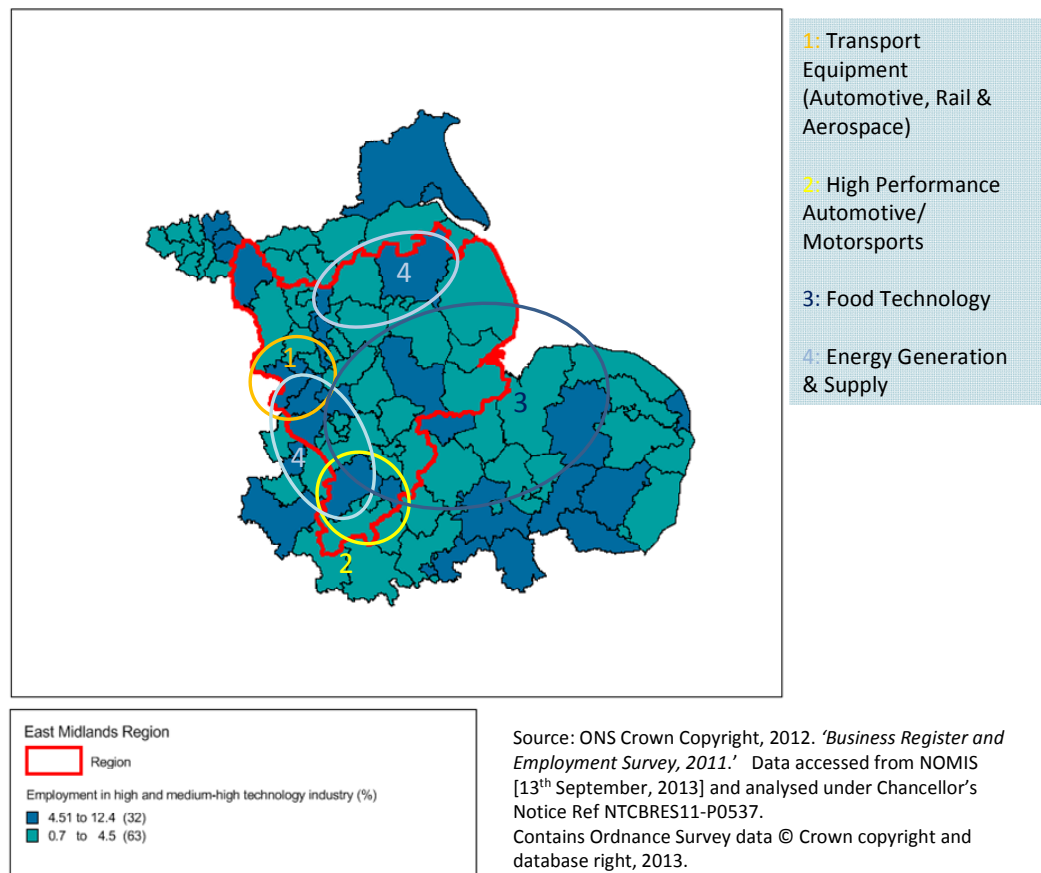 4
1
3
4
2
1: Transport
Equipment
(Automotive, Rail &
Aerospace)
2: High Performance
Automotive/
Motorsports
3: Food Technology
4: Energy Generation
& Supply
East Midlands Region
Region
Employment in high and medium-high technology industry (%)
4.51 to 12.4 (32)
0.7 to 4.5 (63)
Source: ONS Crown Copyright, 2012. ‘Business Register and
Employment Survey, 2011.’ Data accessed from NOMIS
[13th September, 2013] and analysed under Chancellor’s
Notice Ref NTCBRES11-P0537.
Contains Ordnance Survey data © Crown copyright and
database right, 2013.